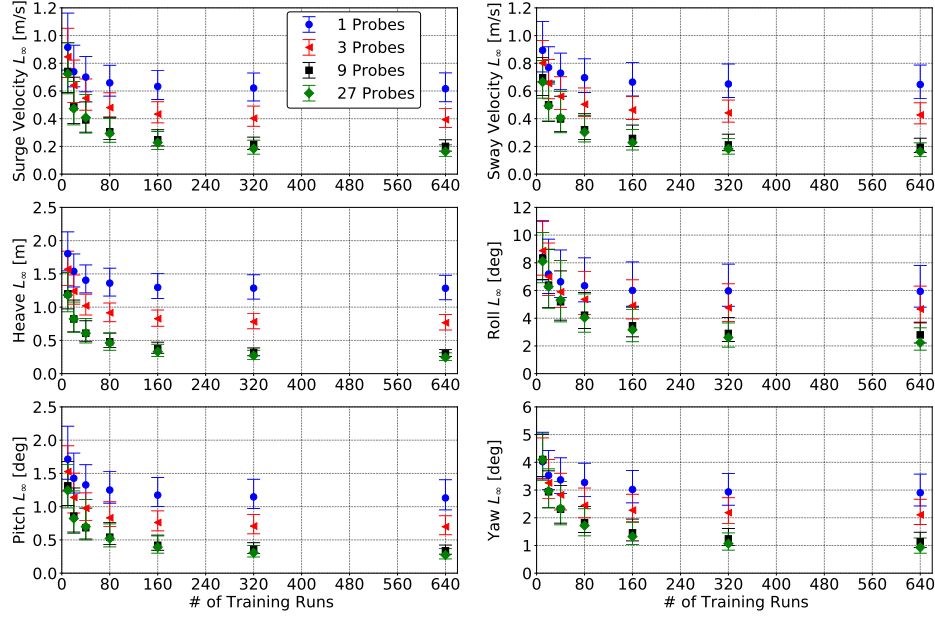 Surge Velocity L∞ [m/s]
1.2
1.0
0.8
0.6
0.4
0.2
0.0
0 80 160 240 320 400 480 560 640
1 Probes
3 Probes
9 Probes
27 Probes
Sway Velocity L∞ [m/s]
1.2
1.0
0.8
0.6
0.4
0.2
0.0
0 80 160 240 320 400 480 560 640
Heave L∞ [m]
2.5
2.0
1.5
1.0
0.5
0.0
0 80 160 240 320 400 480 560 640
Roll L∞ [deg]
12
10
8
6
4
2
0
0 80 160 240 320 400 480 560 640
Pitch L∞ [deg]
2.5
2.0
1.5
1.0
0.5
0.0
0 80 160 240 320 400 480 560 640
# of Training Runs
Yaw L∞ [deg]
6
5
4
3
2
1
0
0 80 160 240 320 400 480 560 640
# of Training Runs